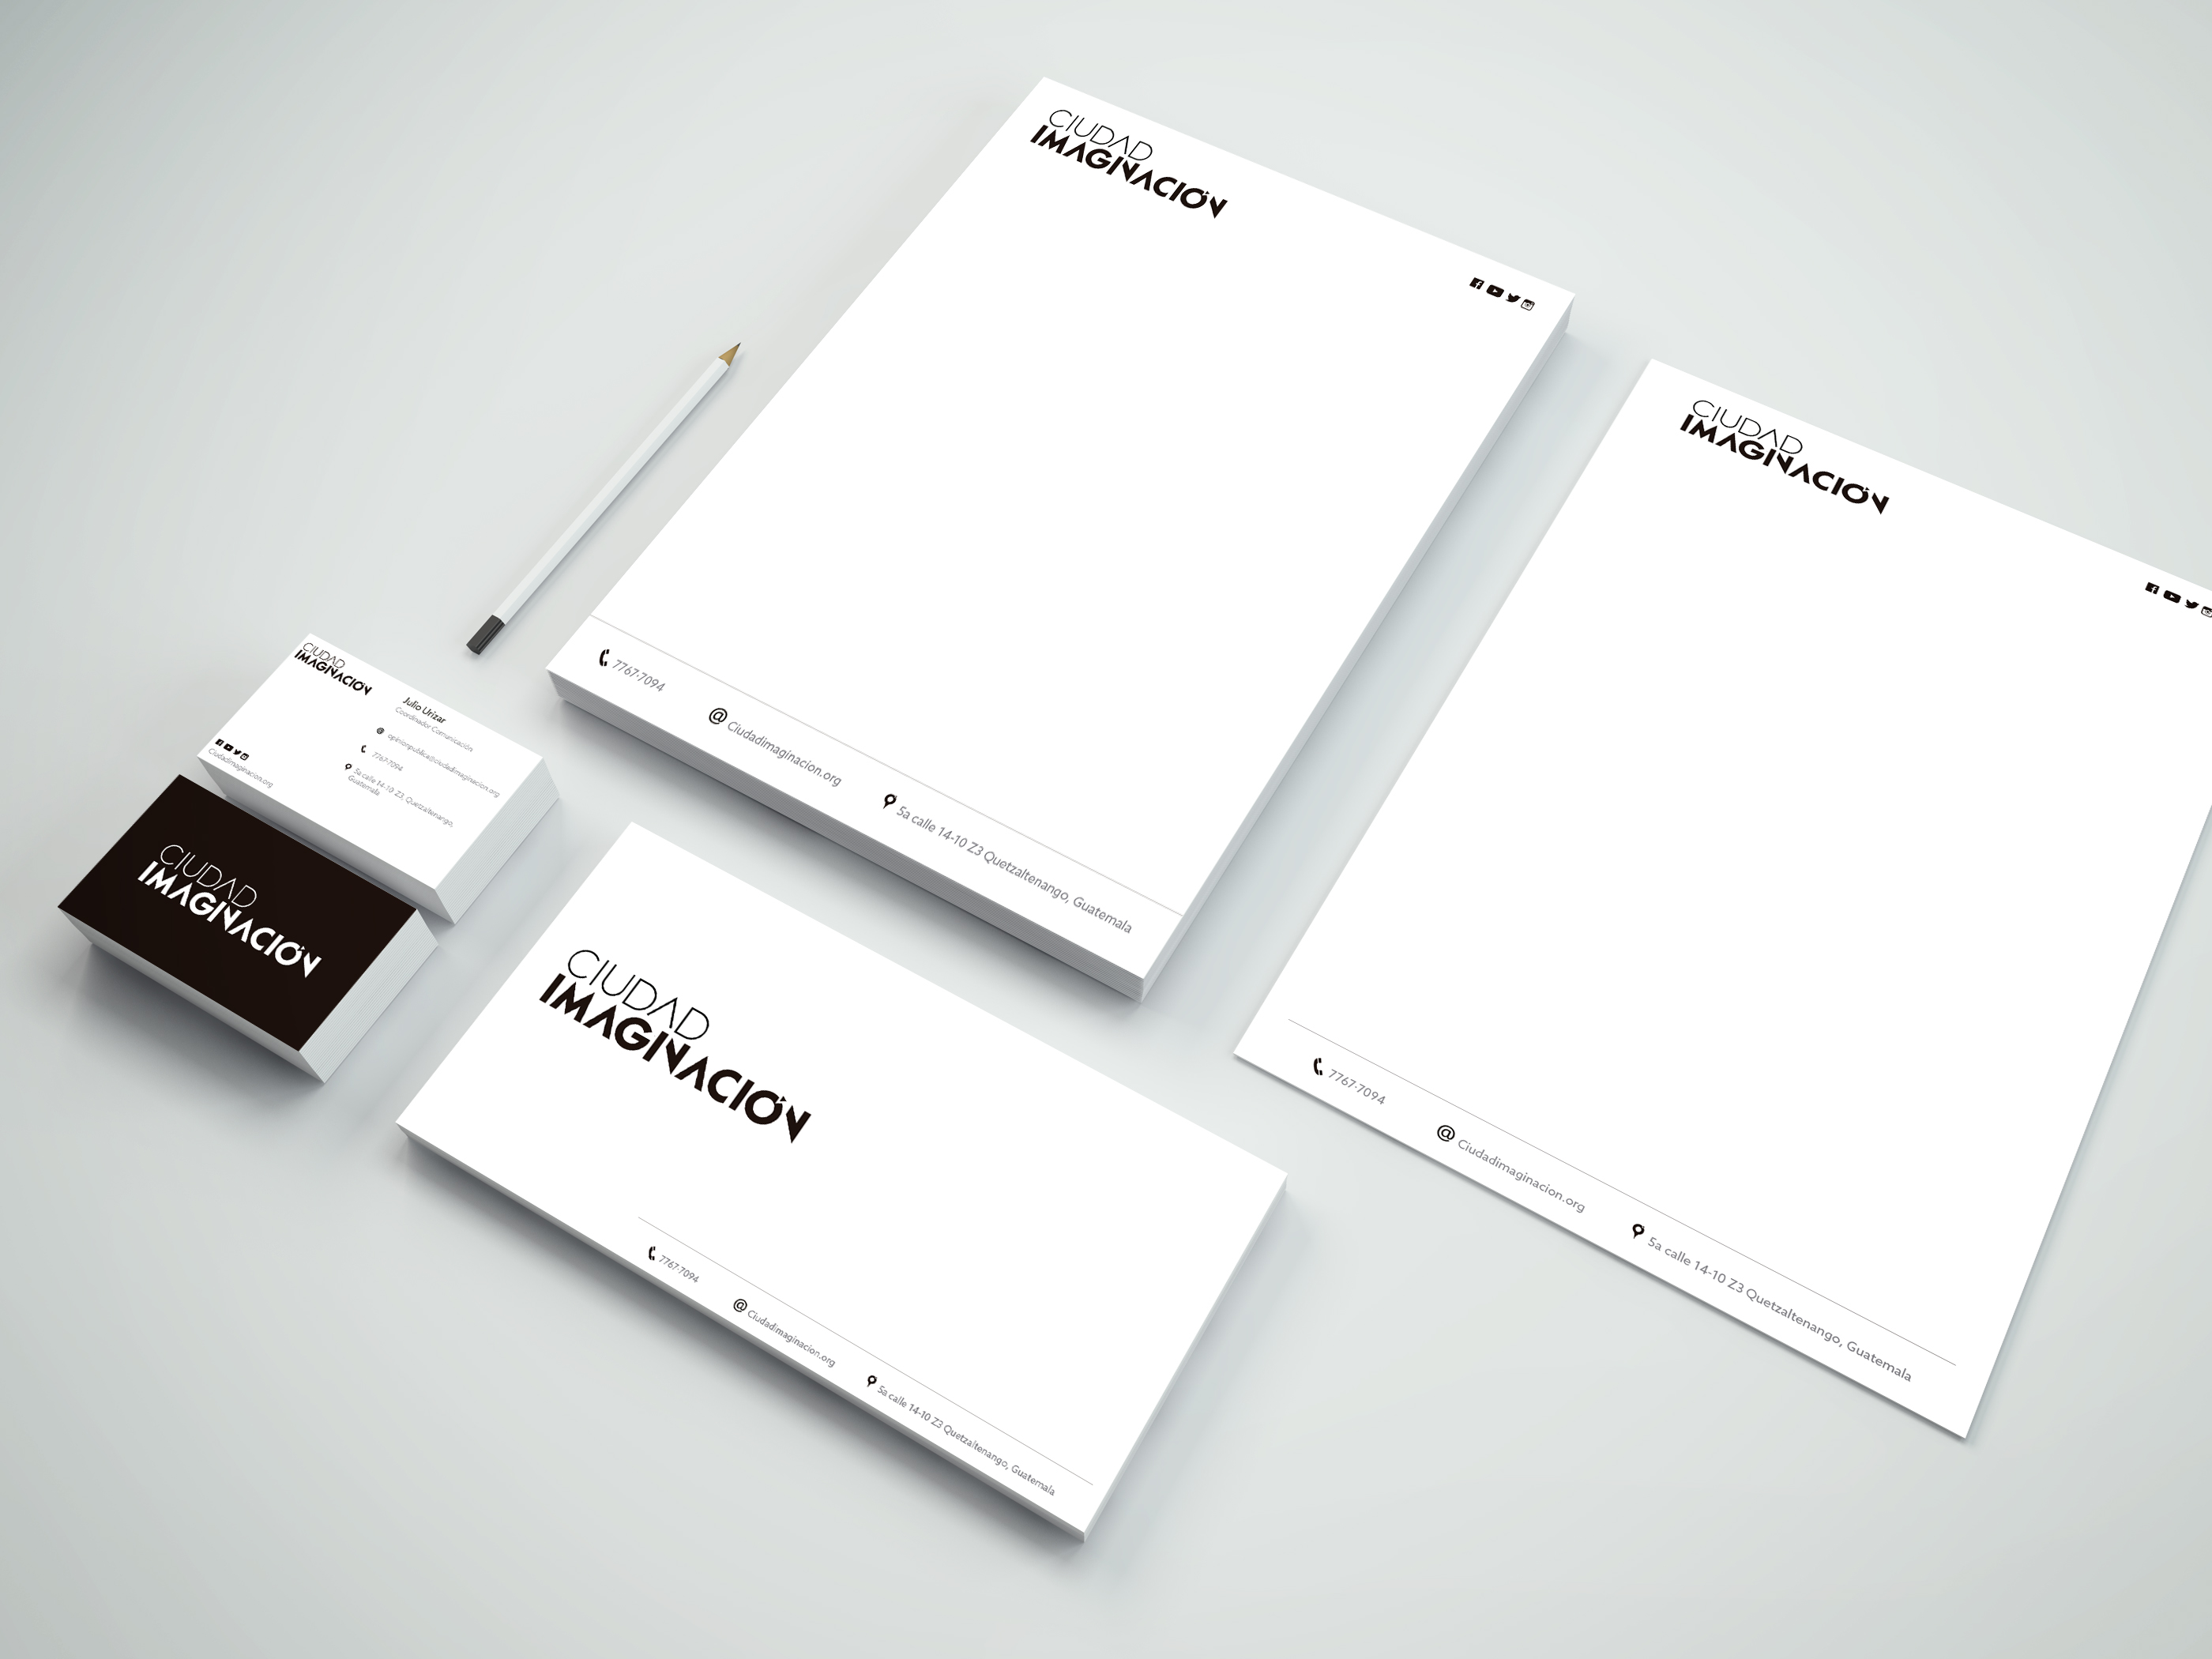 CIUDAD
IMAGINACIÓN
7767-7094
@ Ciudadimaginacion.org
5a calle 14-10 Z3 Quetzaltenango, Guatemala
CIUDAD
IMAGINACIÓN
7767-7094
@ Ciudadimaginacion.org
5a calle 14-10 Z3 Quetzaltenango, Guatemala
CIUDAD
IMAGINACIÓN
Julio Urizar
Coordinador Comunicación
@ opinionpublica@ciudadimaginacion.org
7767-7094
5a calle 14-10 Z3, Quetzaltenango,
Guatemala
Ciudadimaginacion.org
CIUDAD
IMAGINACIÓN
CIUDAD
IMAGINACIÓN
7767-7094
@ Ciudadimaginacion.org
5a calle 14-10 Z3 Quetzaltenango, Guatemala